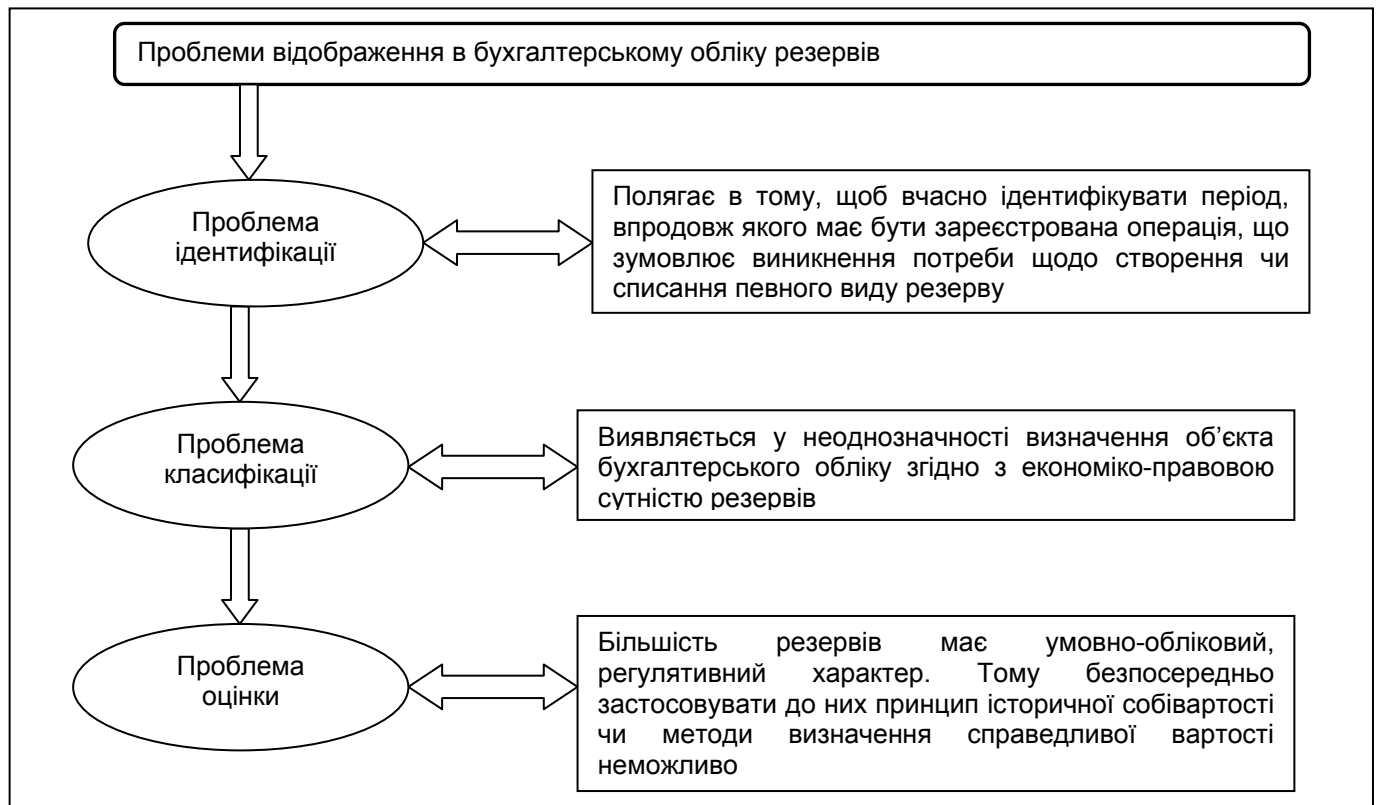 Проблеми відображення в бухгалтерському обліку резервів
Проблема
ідентифікації
Полягає в тому, щоб вчасно ідентифікувати період,
впродовж якого має бути зареєстрована операція, що
зумовлює виникнення потреби щодо створення чи
списання певного виду резерву
Проблема
класифікації
Виявляється у неоднозначності визначення об’єкта
бухгалтерського обліку згідно з економіко-правовою
сутністю резервів
Проблема
оцінки
Більшість резервів має умовно-обліковий,
регулятивний характер. Тому безпосередньо
застосовувати до них принцип історичної собівартості
чи методи визначення справедливої вартості
неможливо